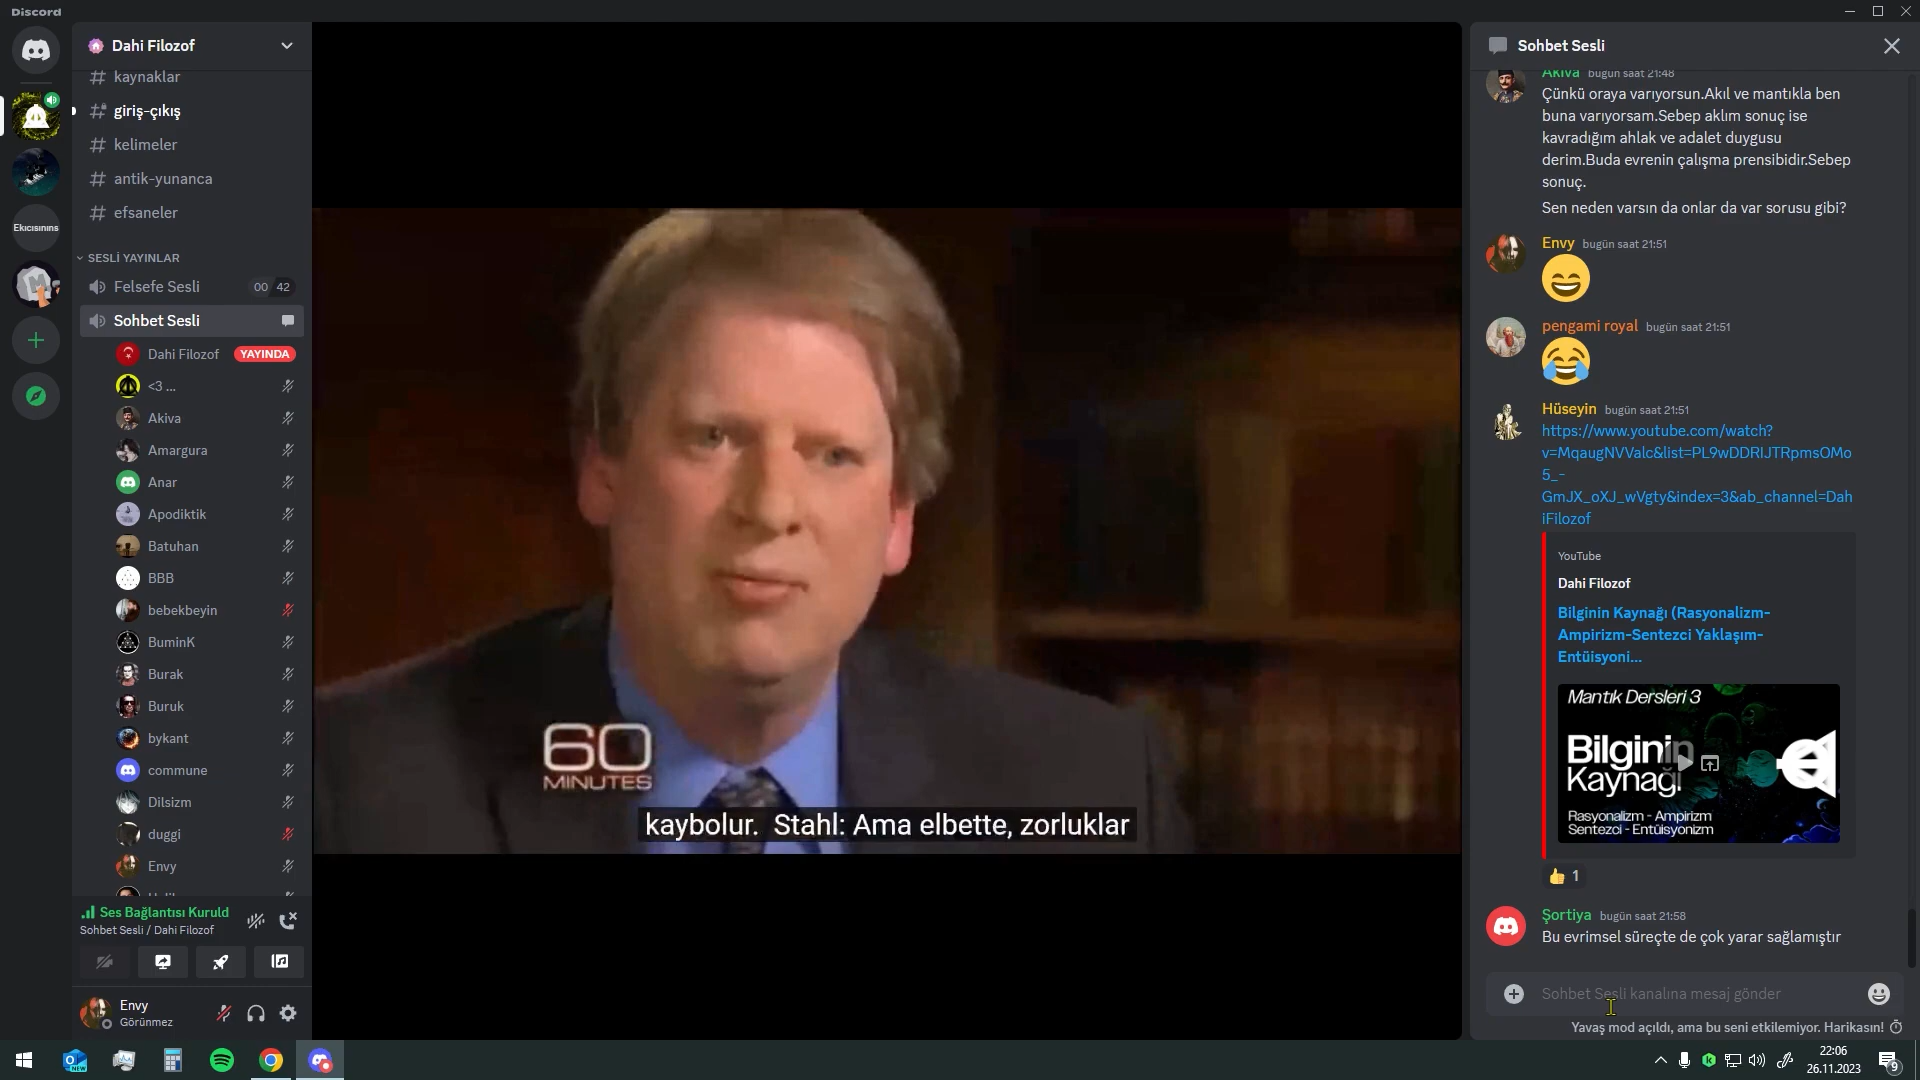 Discord
Dahi Filozof
kaynaklar
giriş-çıkış
kelimeler
antik-yunanca
efsaneler
Ekıcısınıns
SESLİ YAYINLAR
Felsefe Sesli 00 42
Sohbet Sesli
Dahi Filozof YAYINDA
<3 ...
Akiva
Amargura
Anar
Apodiktik
Batuhan
BBB
bebekbeyin
BuminK
Burak
Buruk
bykant
commune
Dilsizm
duggi
Envy
Ses Bağlantısı Kuruld
Sohbet Sesli / Dahi Filozof
Envy
Görünmez
60
MINUTES
kaybolur.  Stahl: Ama elbette, zorluklar
Sohbet Sesli
Akiva bugün saat 21:48
Çünkü oraya varıyorsun.Akıl ve mantıkla ben
buna varıyorsam.Sebep aklım sonuç ise
kavradığım ahlak ve adalet duygusu
derim.Buda evrenin çalışma prensibidir.Sebep
sonuç.
Sen neden varsın da onlar da var sorusu gibi?
Envy bugün saat 21:51
pengami royal bugün saat 21:51
Hüseyin bugün saat 21:51
https://www.youtube.com/watch?
v=MqaugNVValc&list=PL9wDDRIJTRpmsOMo
5_-
GmJX_oXJ_wVgty&index=3&ab_channel=Dah
iFilozof
YouTube
Dahi Filozof
Bilginin Kaynağı (Rasyonalizm-
Ampirizm-Sentezci Yaklaşım-
Entüisyoni...
Mantık Dersleri 3
Bilginin
Kaynağı
Rasyonalizm - Ampirizm
Sentezci - Entüisyonizm
1
Şortiya bugün saat 21:58
Bu evrimsel süreçte de çok yarar sağlamıştır
Sohbet Sesli kanalına mesaj gönder
Yavaş mod açıldı, ama bu seni etkilemiyor. Harikasın!
NEW
22:06
26.11.2023
9